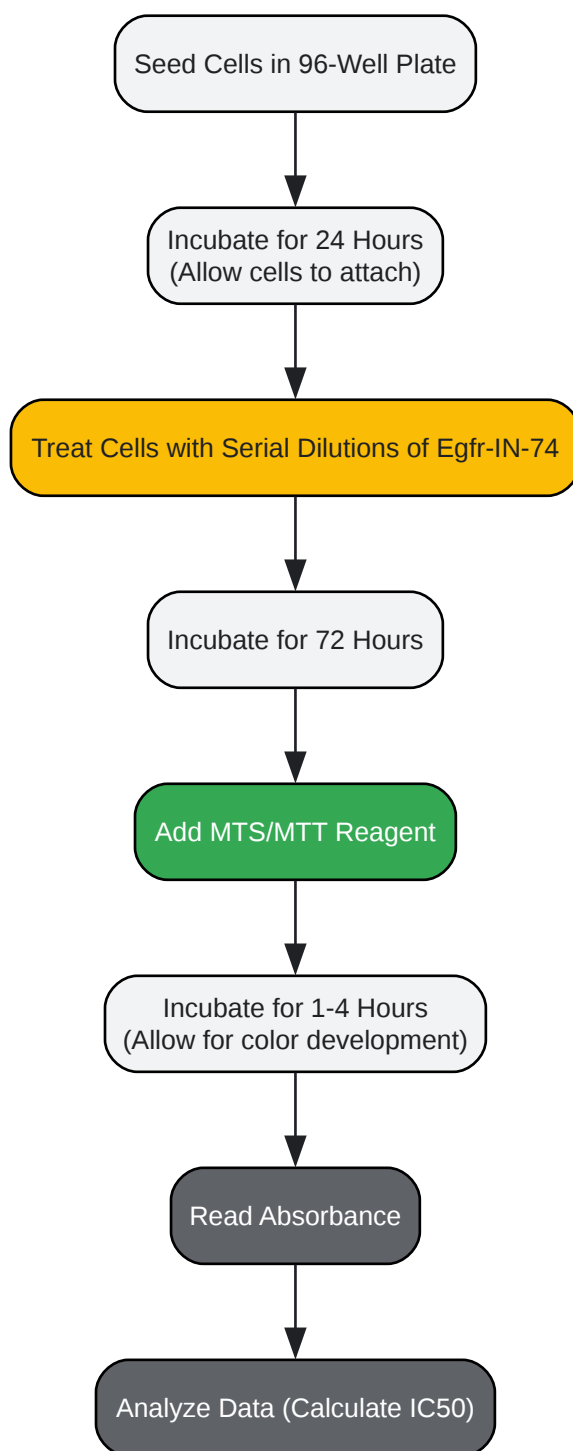 Seed Cells in 96-Well Plate
Incubate for 24 Hours
(Allow cells to attach)
Treat Cells with Serial Dilutions of Egfr-IN-74
Incubate for 72 Hours
Add MTS/MTT Reagent
Incubate for 1-4 Hours
(Allow for color development)
Read Absorbance
Analyze Data (Calculate IC50)